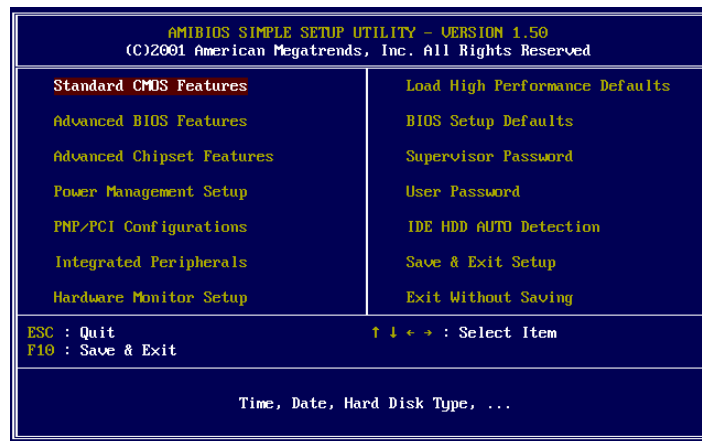 AMIBIOS SIMPLE SETUP UTILITY - VERSION 1.50
(C)2001 American Megatrends, Inc. All Rights Reserved
Standard CMOS Features
Advanced BIOS Features
Advanced Chipset Features
Power Management Setup
PNP/PCI Configurations
Integrated Peripherals
Hardware Monitor Setup
Load High Performance Defaults
BIOS Setup Defaults
Supervisor Password
User Password
IDE HDD AUTO Detection
Save & Exit Setup
Exit Without Saving
ESC : Quit
F10 : Save & Exit
↑ ↓ ← → : Select Item
Time, Date, Hard Disk Type, ...